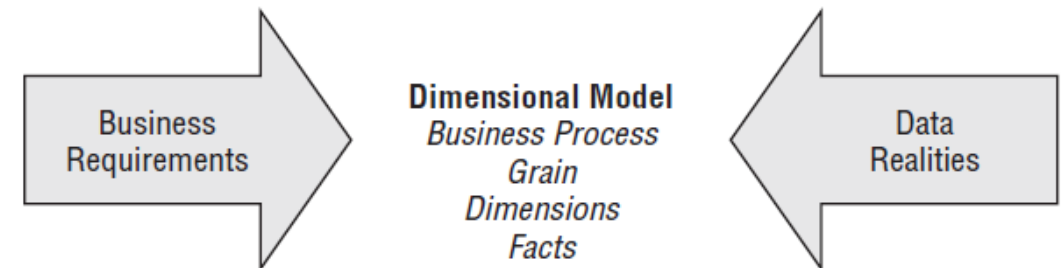 Business
Requirements
Dimensional Model
Business Process
Grain
Dimensions
Facts
Data
Realities